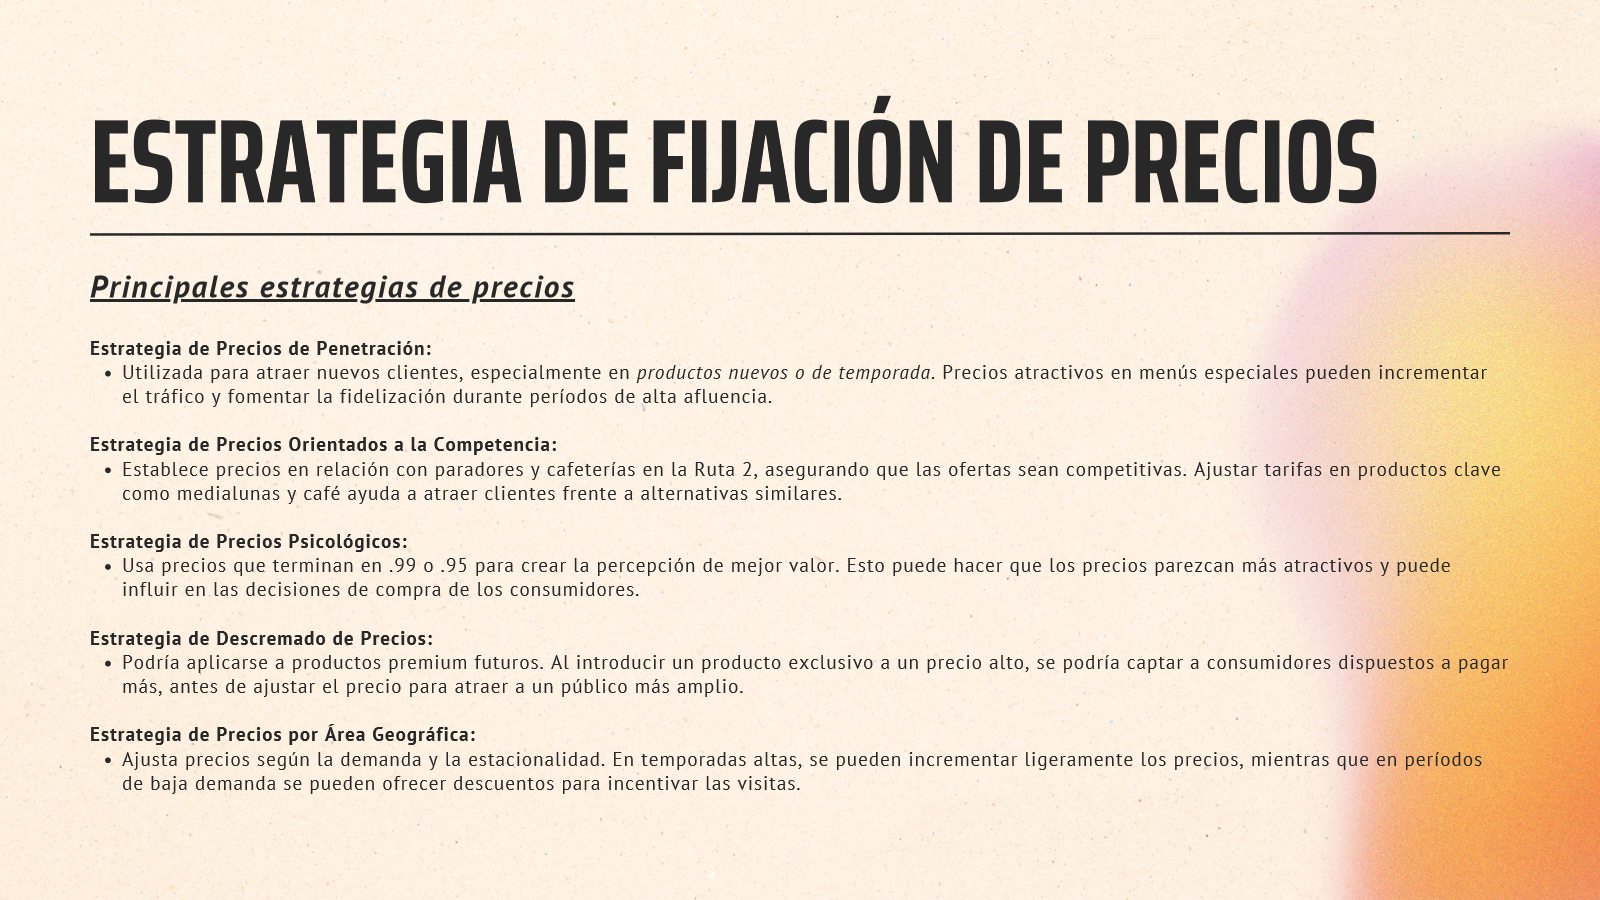 ESTRATEGIA DE FIJACIÓN DE PRECIOS
Principales estrategias de precios
Estrategia de Precios de Penetración:
• Utilizada para atraer nuevos clientes, especialmente en productos nuevos o de temporada. Precios atractivos en menús especiales pueden incrementar
el tráfico y fomentar la fidelización durante períodos de alta afluencia.
Estrategia de Precios Orientados a la Competencia:
• Establece precios en relación con paradores y cafeterías en la Ruta 2, asegurando que las ofertas sean competitivas. Ajustar tarifas en productos clave
como medialunas y café ayuda a atraer clientes frente a alternativas similares.
Estrategia de Precios Psicológicos:
• Usa precios que terminan en .99 o .95 para crear la percepción de mejor valor. Esto puede hacer que los precios parezcan más atractivos y puede
influir en las decisiones de compra de los consumidores.
Estrategia de Descremado de Precios:
• Podría aplicarse a productos premium futuros. Al introducir un producto exclusivo a un precio alto, se podría captar a consumidores dispuestos a pagar
más, antes de ajustar el precio para atraer a un público más amplio.
Estrategia de Precios por Área Geográfica:
• Ajusta precios según la demanda y la estacionalidad. En temporadas altas, se pueden incrementar ligeramente los precios, mientras que en períodos
de baja demanda se pueden ofrecer descuentos para incentivar las visitas.